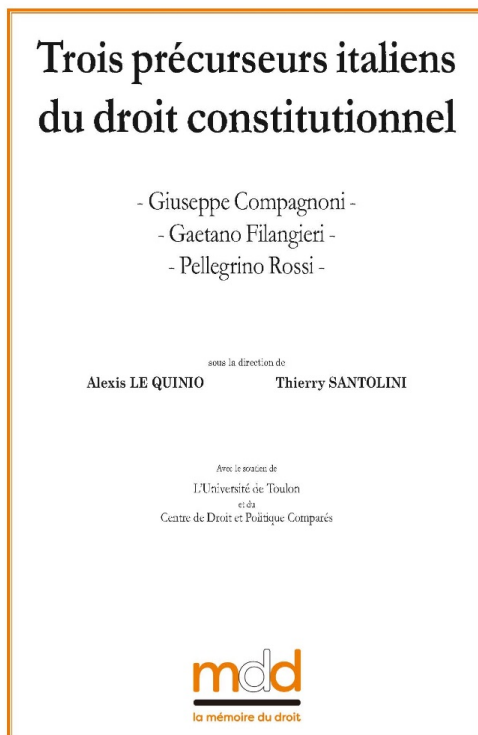 Trois précurseurs italiens
du droit constitutionnel
- Giuseppe Compagnoni -
- Gaetano Filangieri -
- Pellegrino Rossi -
sous la direction de
Alexis LE QUINIO Thierry SANTOLINI
Avec le soutien de
L'Université de Toulon
et du
Centre de Droit et Politique Comparés
mdd
la mémoire du droit